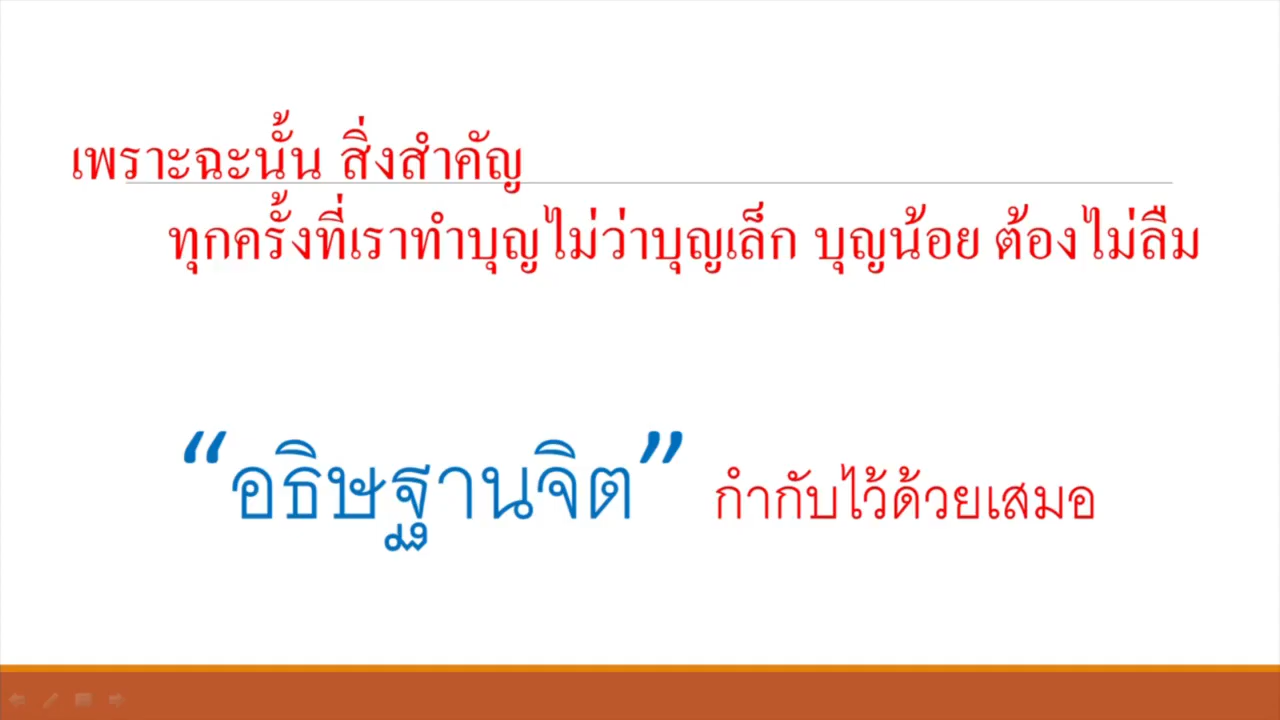 เพราะฉะนั้น สิ่งสำคัญ
ทุกครั้งที่เราทำบุญไม่ว่าบุญเล็ก บุญน้อย ต้องไม่ลืม
“อธิษฐานจิต” กำกับไว้ด้วยเสมอ